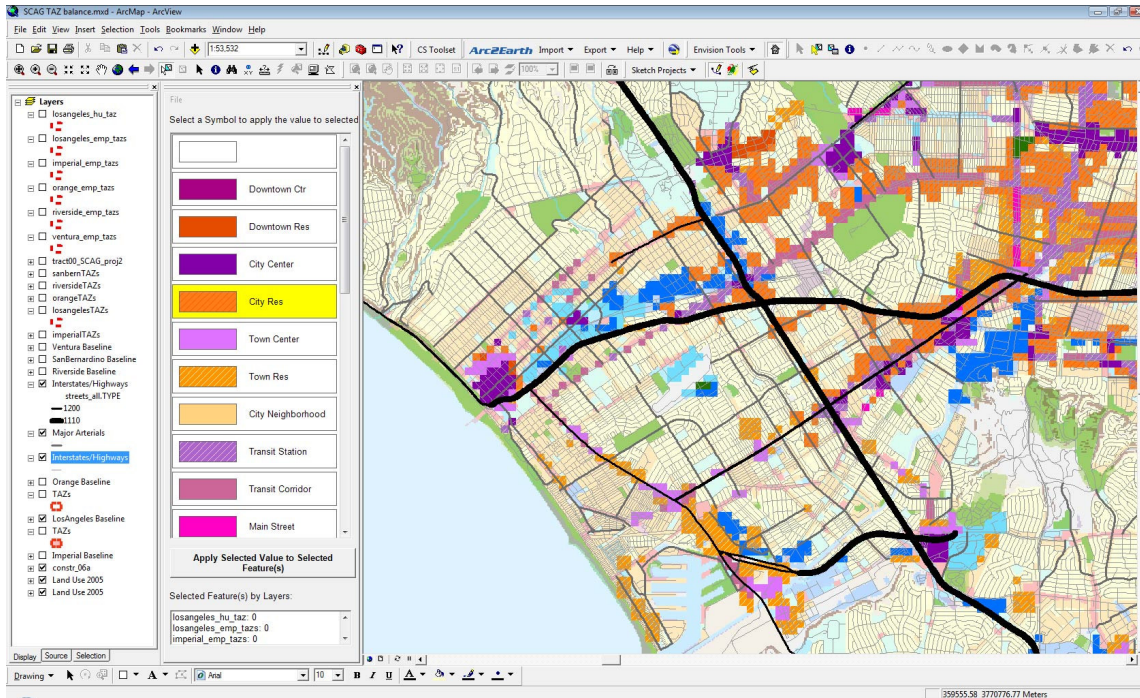 SCAG TAZ balance.mxd - ArcMap - ArcView
File Edit View Insert Selection Tools Bookmarks Window Help
1:53,532
CS Toolset
Arc2Earth Import Export Help
Envision Tools
100%
Sketch Projects
Layers
losangeles_hu_taz
losangeles_emp_tazs
imperial_emp_tazs
orange_emp_tazs
riverside_emp_tazs
ventura_emp_tazs
tract00_SCAG_proj2
sanbernTAZs
riversideTAZs
orangeTAZs
losangelesTAZs
imperialTAZs
Ventura Baseline
SanBernardino Baseline
Riverside Baseline
Interstates/Highways
streets_all.TYPE
1200
1110
Major Arterials
Interstates/Highways
Orange Baseline
TAZs
LosAngeles Baseline
TAZs
Imperial Baseline
constr_06a
Land Use 2005
Land Use 2005
Display Source Selection
File
Select a Symbol to apply the value to selected
Downtown Ctr
Downtown Res
City Center
City Res
Town Center
Town Res
City Neighborhood
Transit Station
Transit Corridor
Main Street
Apply Selected Value to Selected
Feature(s)
Selected Feature(s) by Layers:
losangeles_hu_taz: 0
losangeles_emp_tazs: 0
imperial_emp_tazs: 0
Drawing A Arial 10 B I U A
359555.58 3770776.77 Meters